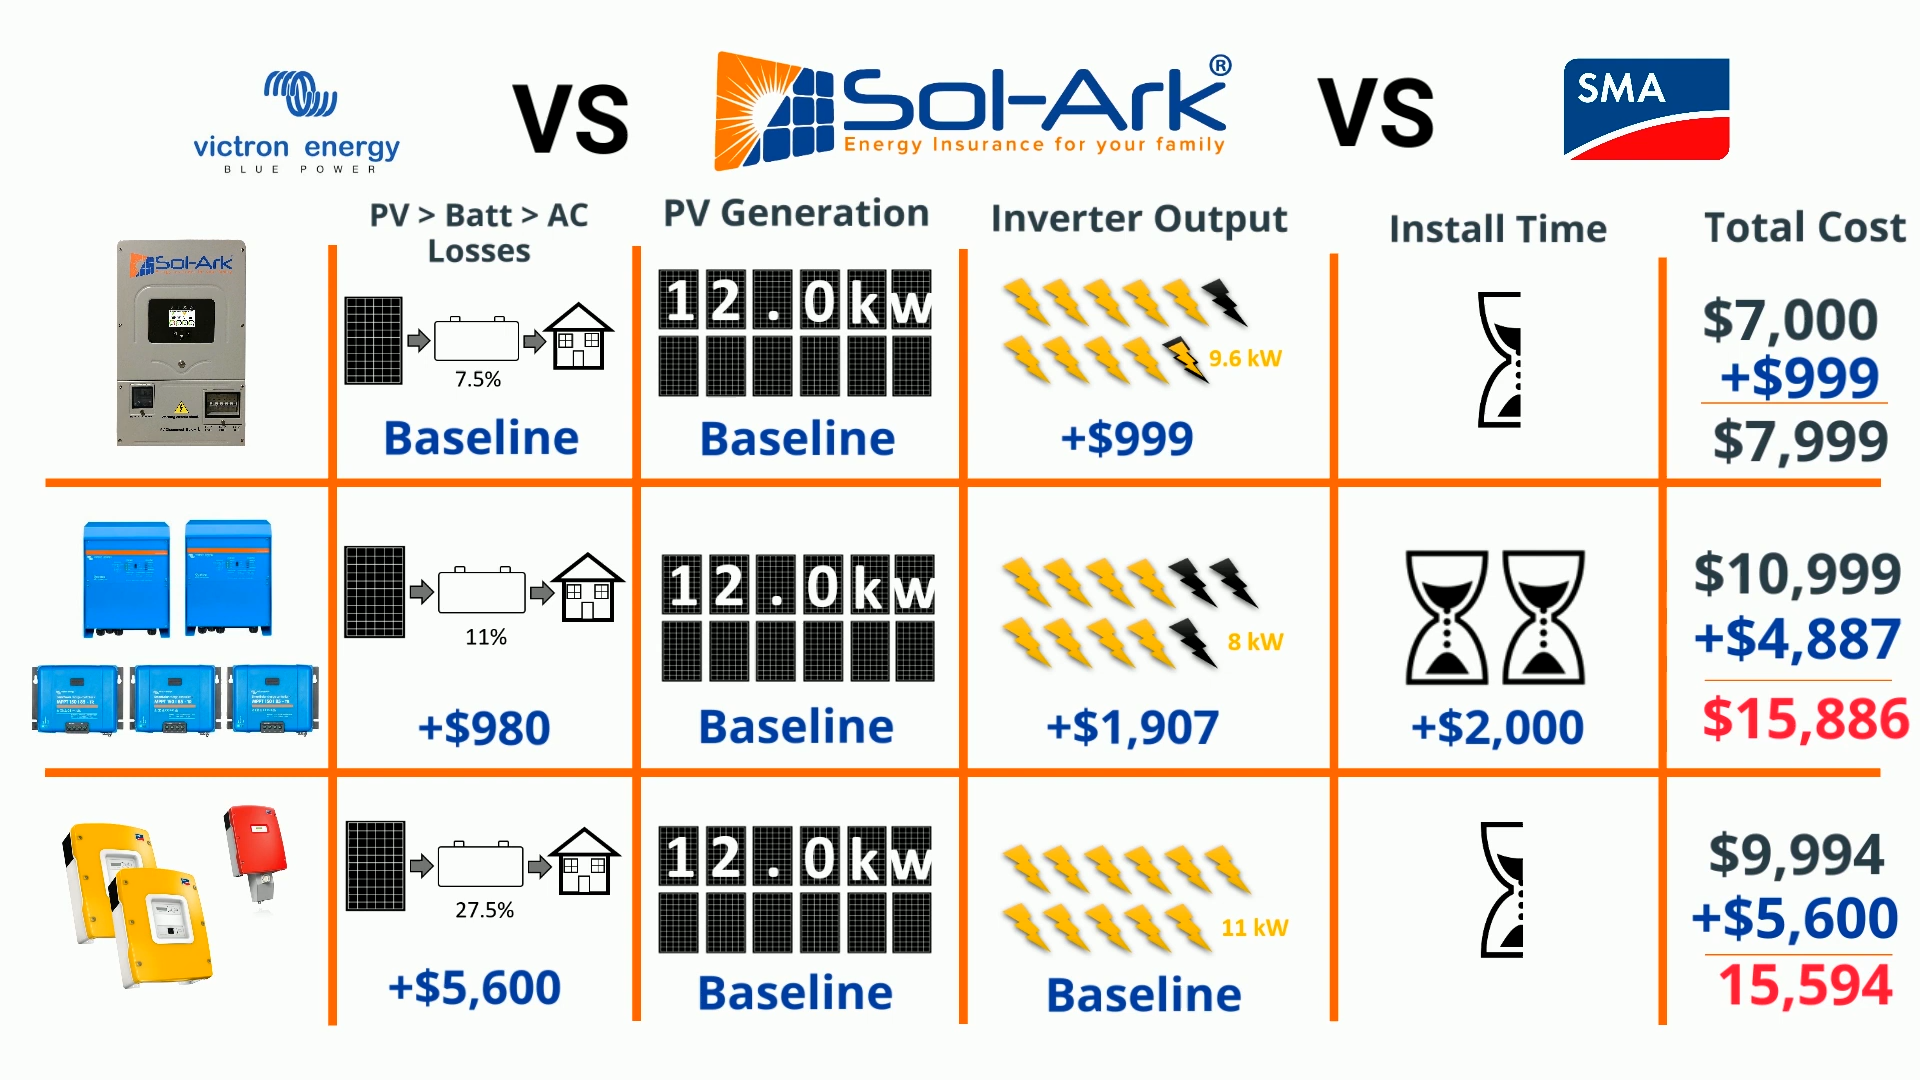 victron energy
BLUE POWER
VS
Sol-Ark®
Energy Insurance for your family
VS
SMA
PV > Batt > AC
Losses
PV Generation
Inverter Output
Install Time
Total Cost
Sol-Ark
7.5%
Baseline
12.0kw
Baseline
9.6 kW
+$999
$7,000
+$999
$7,999
11%
+$980
12.0kw
Baseline
8 kW
+$1,907
+$2,000
$10,999
+$4,887
$15,886
27.5%
+$5,600
12.0kw
Baseline
11 kW
Baseline
$9,994
+$5,600
15,594